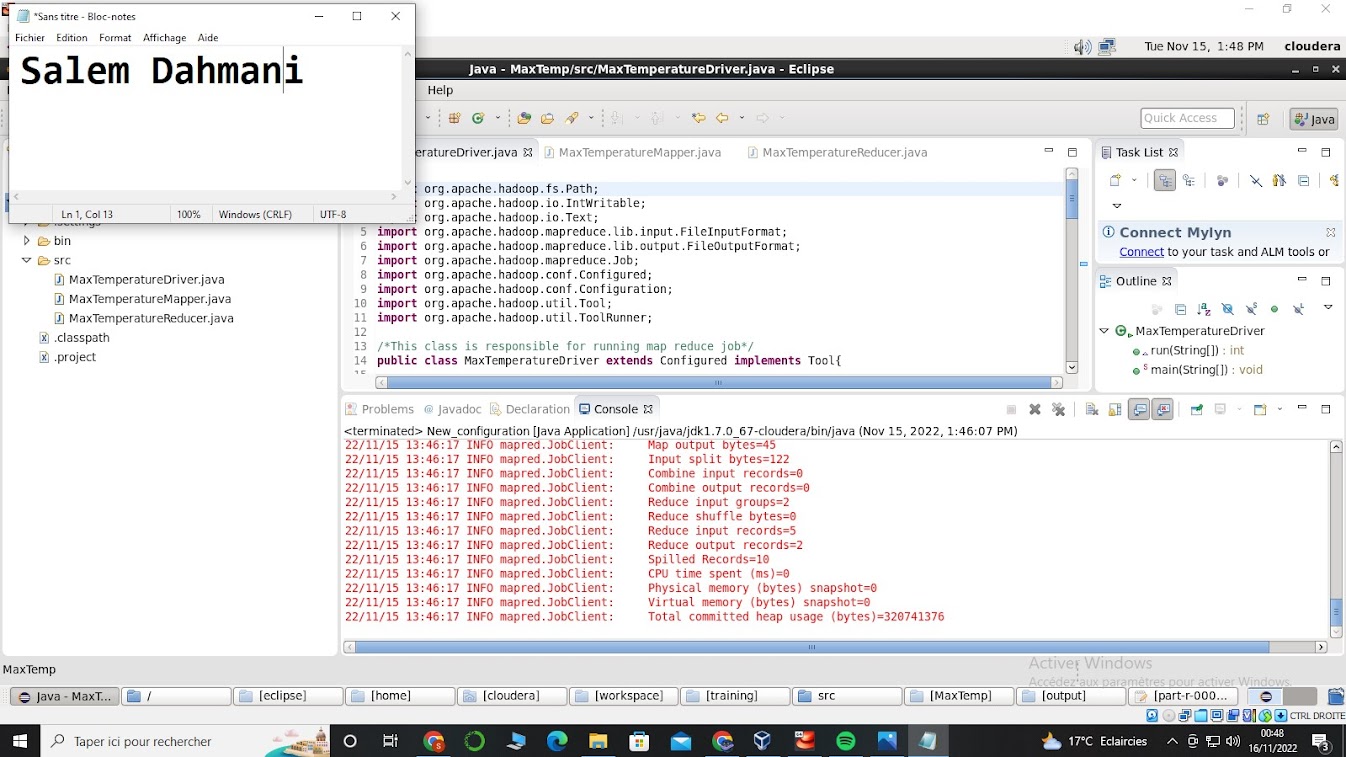 *Sans titre - Bloc-notes
Fichier Edition Format Affichage Aide
Salem Dahmani
Ln 1, Col 13 100% Windows (CRLF) UTF-8
Tue Nov 15, 1:48 PM cloudera
Java - MaxTemp/src/MaxTemperatureDriver.java - Eclipse
Help
Quick Access
Java
eratureDriver.java MaxTemperatureMapper.java MaxTemperatureReducer.java
bin
src
MaxTemperatureDriver.java
MaxTemperatureMapper.java
MaxTemperatureReducer.java
.classpath
.project
org.apache.hadoop.fs.Path;
org.apache.hadoop.io.IntWritable;
org.apache.hadoop.io.Text;
5 import org.apache.hadoop.mapreduce.lib.input.FileInputFormat;
6 import org.apache.hadoop.mapreduce.lib.output.FileOutputFormat;
7 import org.apache.hadoop.mapreduce.Job;
8 import org.apache.hadoop.conf.Configured;
9 import org.apache.hadoop.conf.Configuration;
10 import org.apache.hadoop.util.Tool;
11 import org.apache.hadoop.util.ToolRunner;
12
13 /*This class is responsible for running map reduce job*/
14 public class MaxTemperatureDriver extends Configured implements Tool{
Task List
Connect Mylyn
Connect to your task and ALM tools or
Outline
MaxTemperatureDriver
run(String[]) : int
main(String[]) : void
Problems @ Javadoc Declaration Console
<terminated> New_configuration [Java Application] /usr/java/jdk1.7.0_67-cloudera/bin/java (Nov 15, 2022, 1:46:07 PM)
22/11/15 13:46:17 INFO mapred.JobClient: Map output bytes=45
22/11/15 13:46:17 INFO mapred.JobClient: Input split bytes=122
22/11/15 13:46:17 INFO mapred.JobClient: Combine input records=0
22/11/15 13:46:17 INFO mapred.JobClient: Combine output records=0
22/11/15 13:46:17 INFO mapred.JobClient: Reduce input groups=2
22/11/15 13:46:17 INFO mapred.JobClient: Reduce shuffle bytes=0
22/11/15 13:46:17 INFO mapred.JobClient: Reduce input records=5
22/11/15 13:46:17 INFO mapred.JobClient: Reduce output records=2
22/11/15 13:46:17 INFO mapred.JobClient: Spilled Records=10
22/11/15 13:46:17 INFO mapred.JobClient: CPU time spent (ms)=0
22/11/15 13:46:17 INFO mapred.JobClient: Physical memory (bytes) snapshot=0
22/11/15 13:46:17 INFO mapred.JobClient: Virtual memory (bytes) snapshot=0
22/11/15 13:46:17 INFO mapred.JobClient: Total committed heap usage (bytes)=320741376
MaxTemp
Activer Windows
Accédez aux paramètres pour activer Windows.
Java - MaxT... / [eclipse] [home] [cloudera] [workspace] [training] src [MaxTemp] [output] [part-r-000...
CTRL DROITE
Taper ici pour rechercher
17°C Eclaircies
00:48
16/11/2022
3